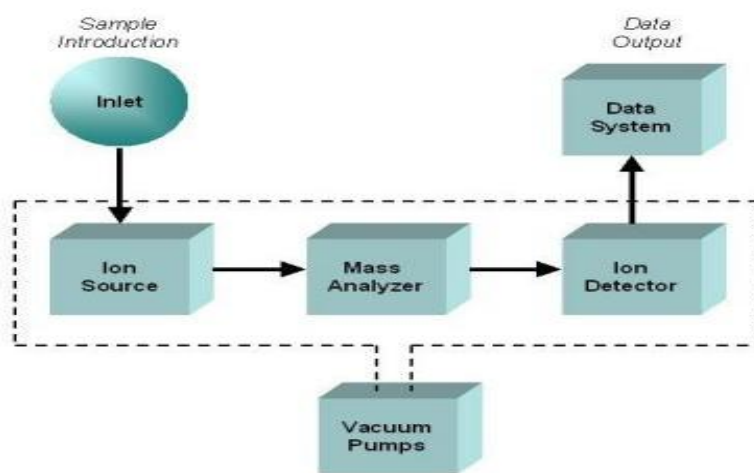 Sample
Introduction
Inlet
Data
Output
Data
System
Ion
Source
Mass
Analyzer
Ion
Detector
Vacuum
Pumps